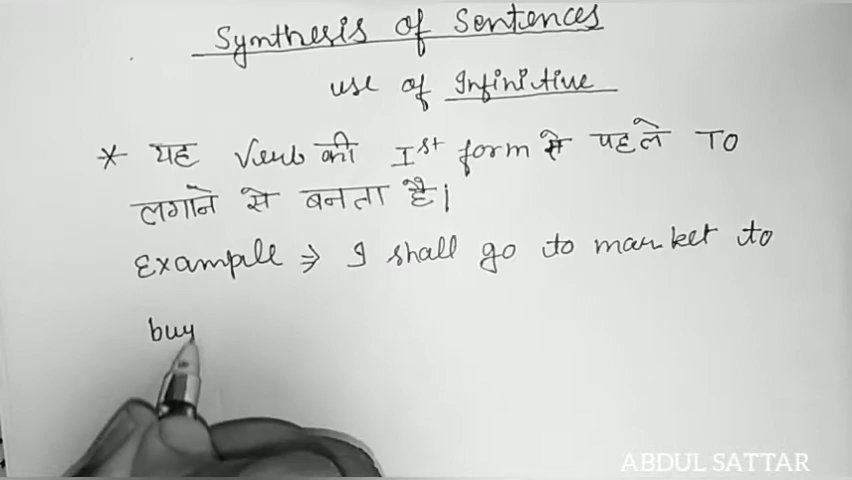 Synthesis of Sentences
use of Infinitive
* यह Verb की Ist form से पहले TO
लगाने से बनता है।
Example ⇒ I shall go to market to
buy
ABDUL SATTAR